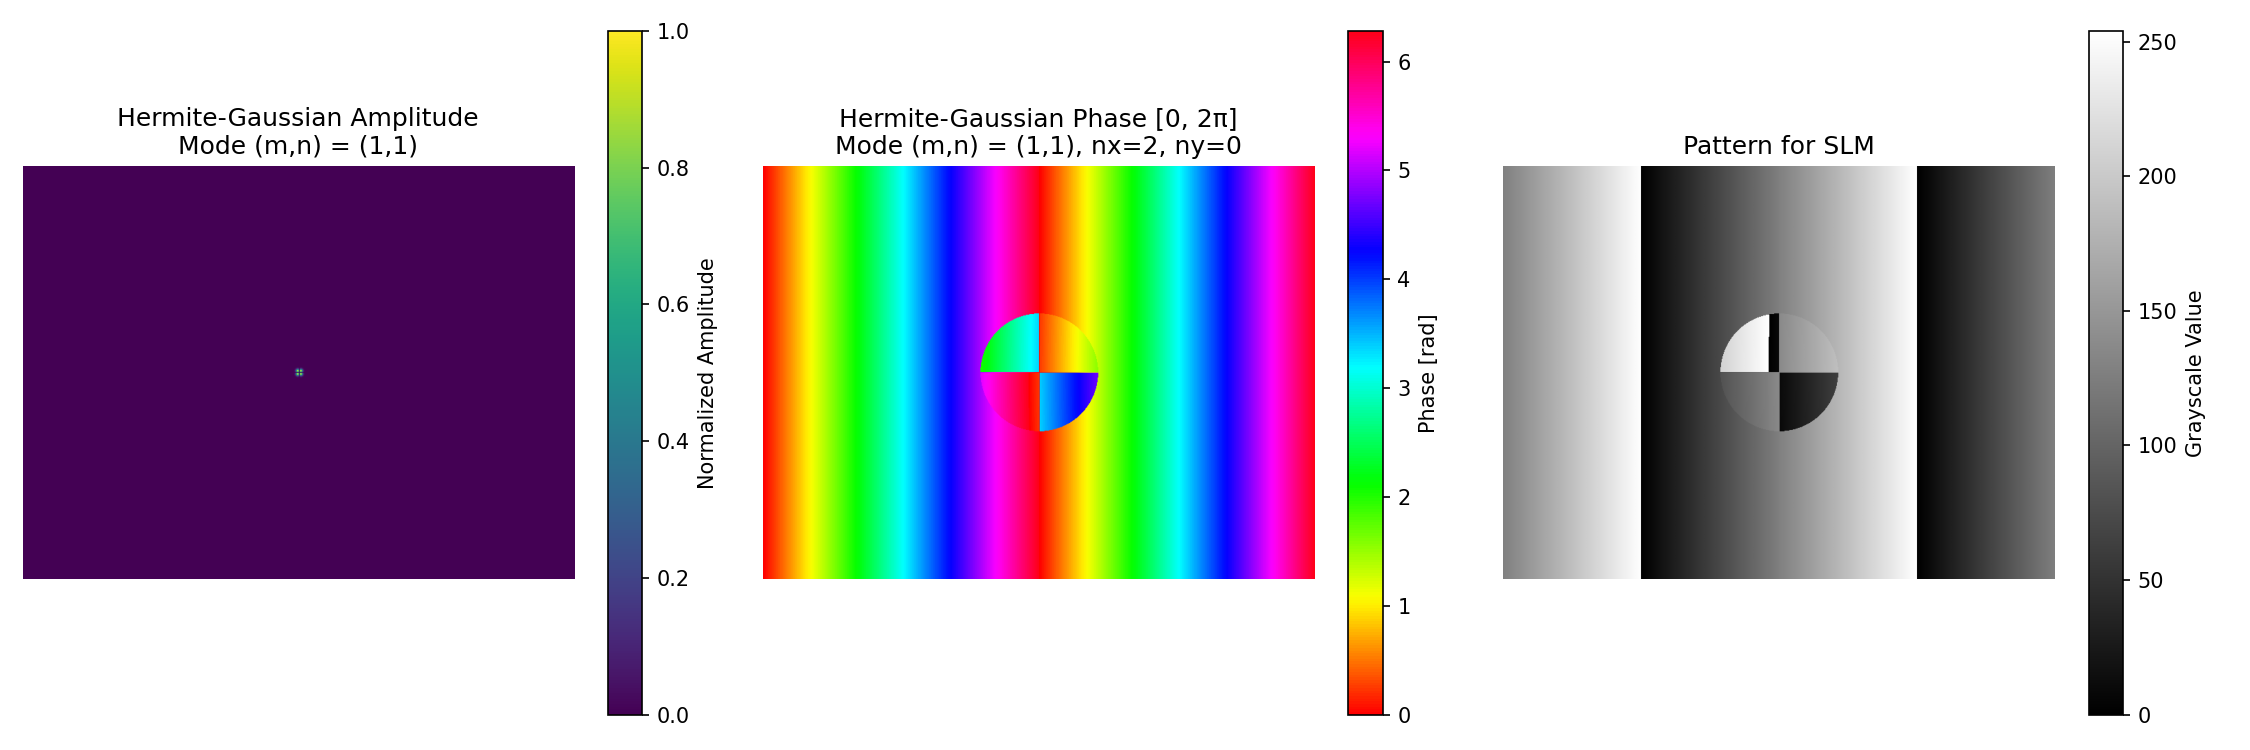 Hermite-Gaussian Amplitude
Mode (m,n) = (1,1)
1.0
0.8
0.6
0.4
0.2
0.0
Normalized Amplitude
Hermite-Gaussian Phase [0, 2π]
Mode (m,n) = (1,1), nx=2, ny=0
6
5
4
3
2
1
0
Phase [rad]
Pattern for SLM
250
200
150
100
50
0
Grayscale Value